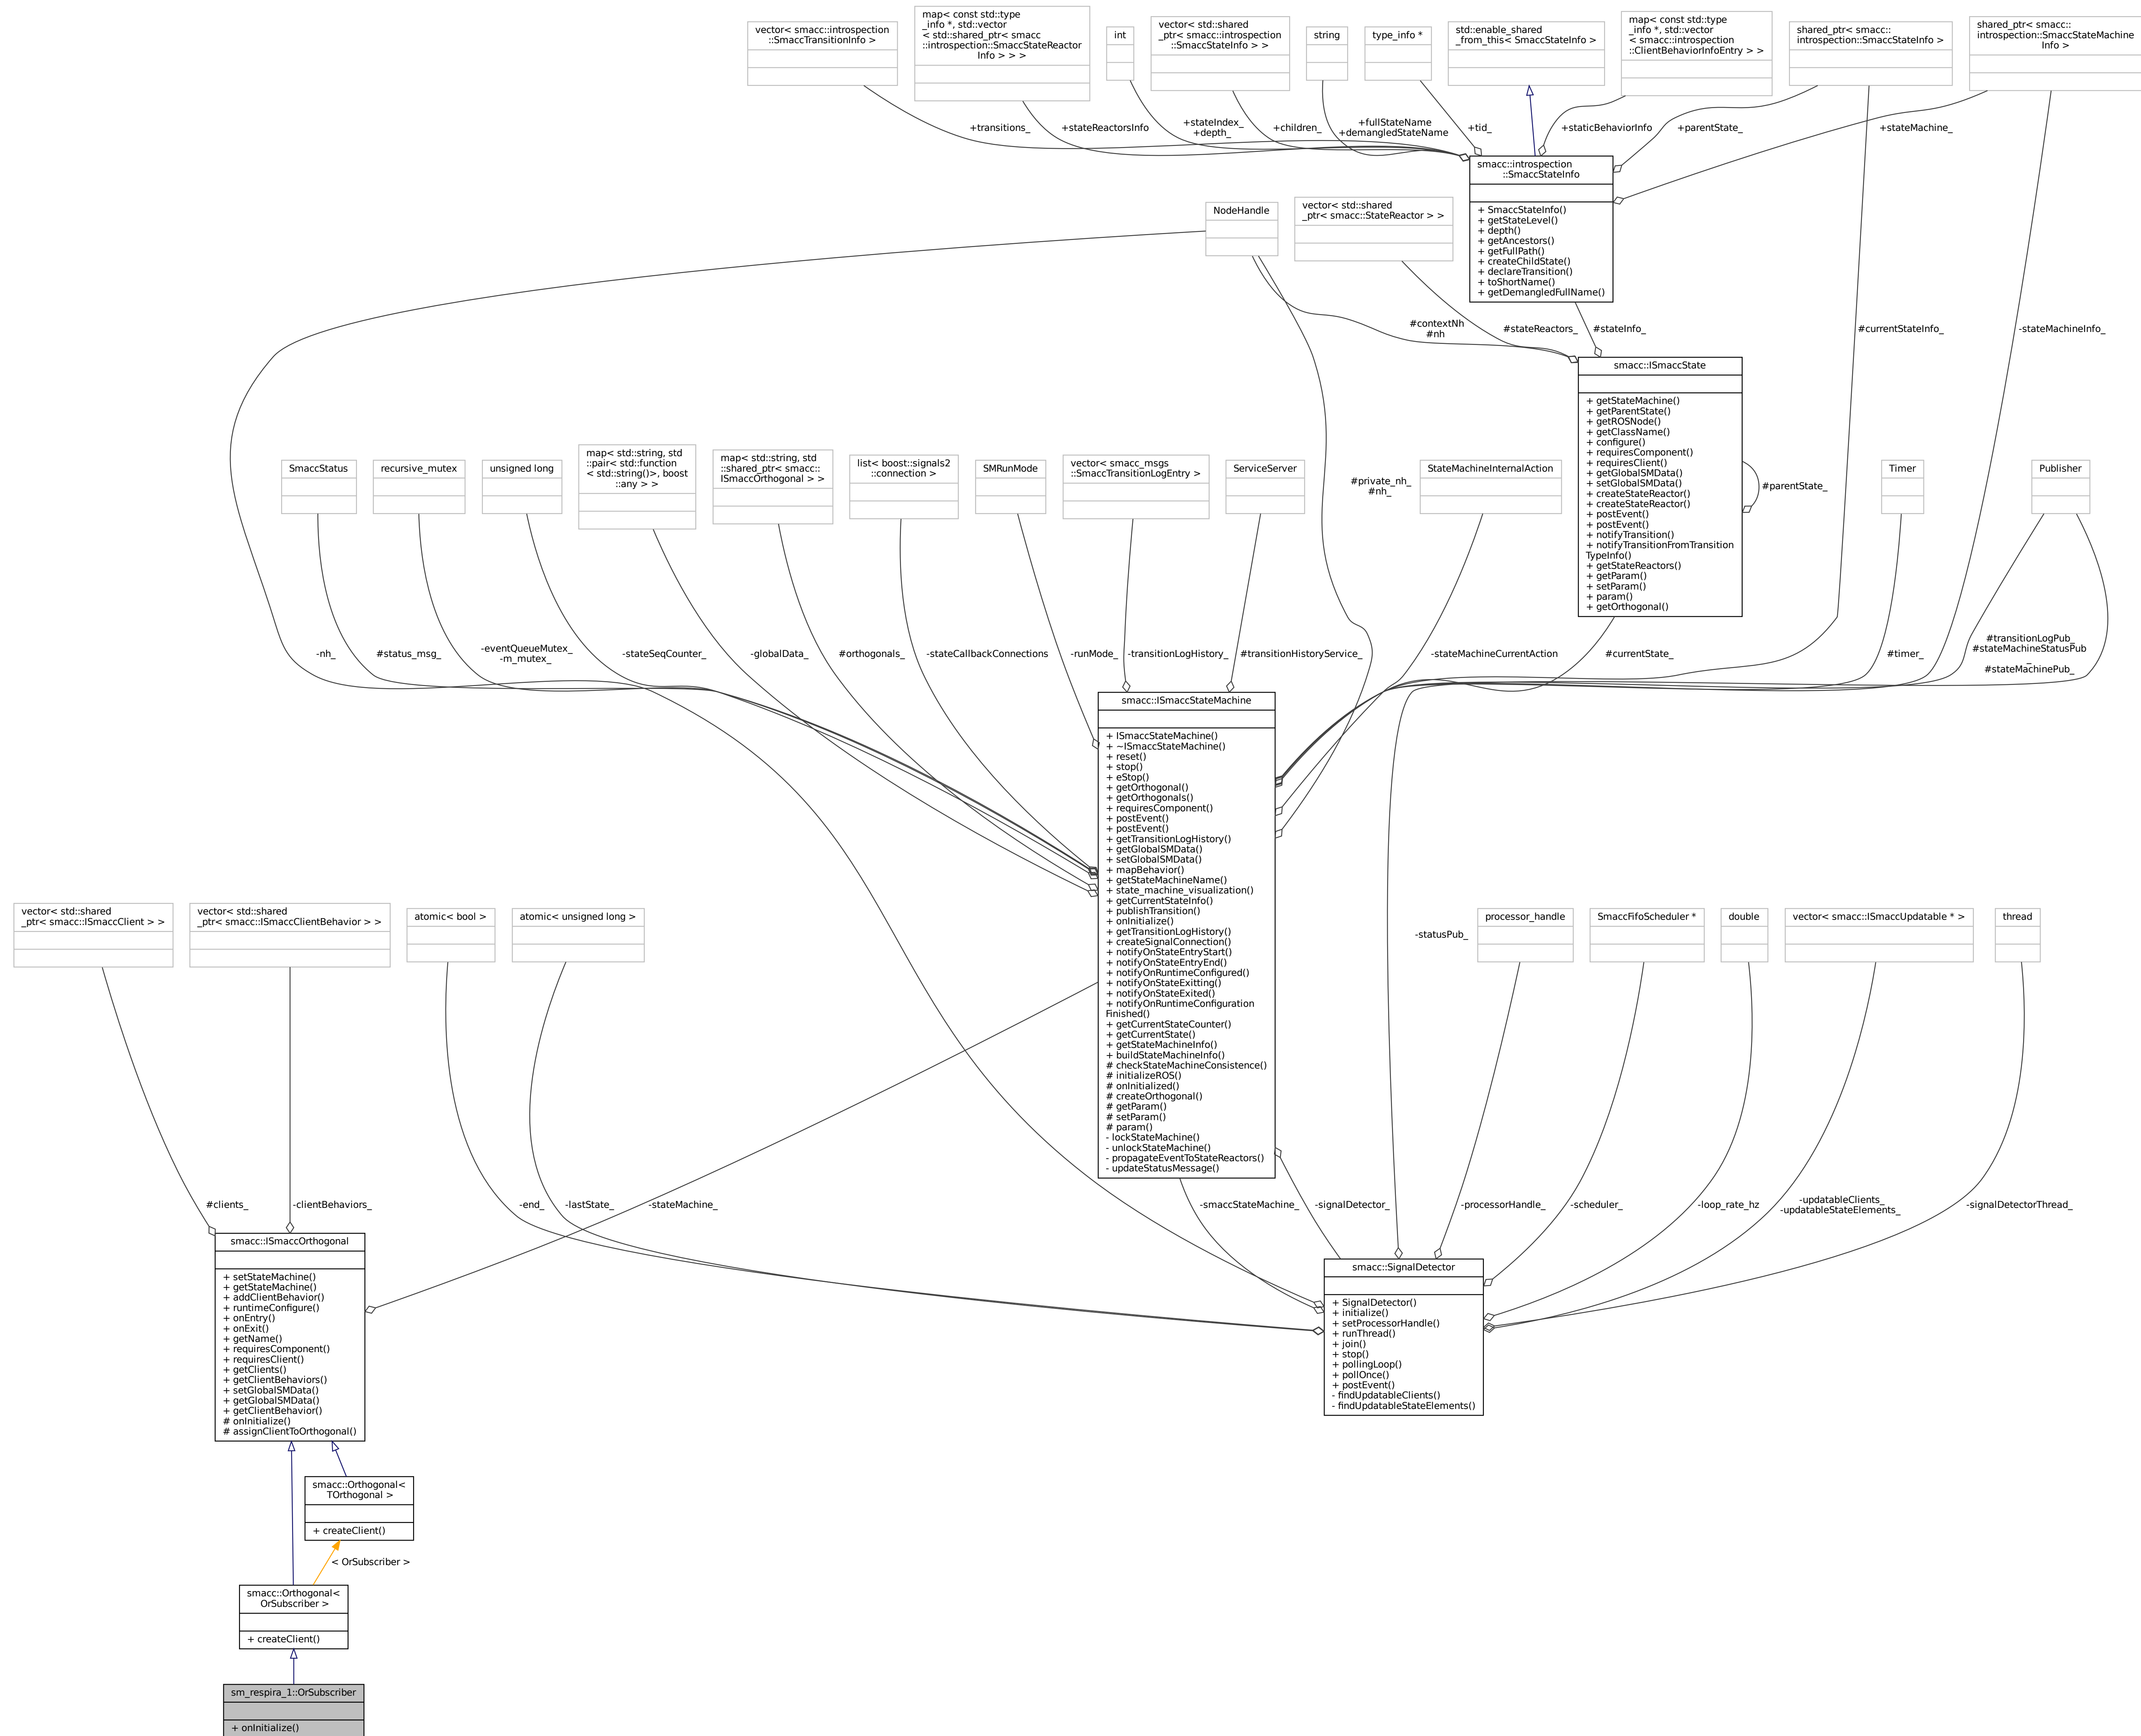 vector< smacc::introspection
::SmaccTransitionInfo >
map< const std::type
_info *, std::vector
< std::shared_ptr< smacc
::introspection::SmaccStateReactor
Info > > >
int
vector< std::shared
_ptr< smacc::introspection
::SmaccStateInfo > >
string
type_info *
std::enable_shared
_from_this< SmaccStateInfo >
map< const std::type
_info *, std::vector
< smacc::introspection
::ClientBehaviorInfoEntry > >
shared_ptr< smacc::
introspection::SmaccStateInfo >
shared_ptr< smacc::
introspection::SmaccStateMachine
Info >
+transitions_
+stateReactorsInfo
+stateIndex_
+depth_
+children_
+fullStateName
+demangledStateName
+tid_
+staticBehaviorInfo
+parentState_
+stateMachine_
smacc::introspection
::SmaccStateInfo
+ SmaccStateInfo()
+ getStateLevel()
+ depth()
+ getAncestors()
+ getFullPath()
+ createChildState()
+ declareTransition()
+ toShortName()
+ getDemangledFullName()
NodeHandle
vector< std::shared
_ptr< smacc::StateReactor > >
#contextNh
#nh
#stateReactors_
#stateInfo_
#currentStateInfo_
-stateMachineInfo_
smacc::ISmaccState
+ getStateMachine()
+ getParentState()
+ getROSNode()
+ getClassName()
+ configure()
+ requiresComponent()
+ requiresClient()
+ getGlobalSMData()
+ setGlobalSMData()
+ createStateReactor()
+ createStateReactor()
+ postEvent()
+ postEvent()
+ notifyTransition()
+ notifyTransitionFromTransition
TypeInfo()
+ getStateReactors()
+ getParam()
+ setParam()
+ param()
+ getOrthogonal()
#parentState_
SmaccStatus
recursive_mutex
unsigned long
map< std::string, std
::pair< std::function
< std::string()>, boost
::any > >
map< std::string, std
::shared_ptr< smacc::
ISmaccOrthogonal > >
list< boost::signals2
::connection >
SMRunMode
vector< smacc_msgs
::SmaccTransitionLogEntry >
ServiceServer
#private_nh_
#nh_
StateMachineInternalAction
Timer
Publisher
-nh_
#status_msg_
-eventQueueMutex_
-m_mutex_
-stateSeqCounter_
-globalData_
#orthogonals_
-stateCallbackConnections
-runMode_
-transitionLogHistory_
#transitionHistoryService_
-stateMachineCurrentAction
#currentState_
#timer_
#transitionLogPub_
#stateMachineStatusPub
_
#stateMachinePub_
smacc::ISmaccStateMachine
+ ISmaccStateMachine()
+ ~ISmaccStateMachine()
+ reset()
+ stop()
+ eStop()
+ getOrthogonal()
+ getOrthogonals()
+ requiresComponent()
+ postEvent()
+ postEvent()
+ getTransitionLogHistory()
+ getGlobalSMData()
+ setGlobalSMData()
+ mapBehavior()
+ getStateMachineName()
+ state_machine_visualization()
+ getCurrentStateInfo()
+ publishTransition()
+ onInitialize()
+ getTransitionLogHistory()
+ createSignalConnection()
+ notifyOnStateEntryStart()
+ notifyOnStateEntryEnd()
+ notifyOnRuntimeConfigured()
+ notifyOnStateExitting()
+ notifyOnStateExited()
+ notifyOnRuntimeConfiguration
Finished()
+ getCurrentStateCounter()
+ getCurrentState()
+ getStateMachineInfo()
+ buildStateMachineInfo()
# checkStateMachineConsistence()
# initializeROS()
# onInitialized()
# createOrthogonal()
# getParam()
# setParam()
# param()
- lockStateMachine()
- unlockStateMachine()
- propagateEventToStateReactors()
- updateStatusMessage()
vector< std::shared
_ptr< smacc::ISmaccClient > >
vector< std::shared
_ptr< smacc::ISmaccClientBehavior > >
atomic< bool >
atomic< unsigned long >
-statusPub_
processor_handle
SmaccFifoScheduler *
double
vector< smacc::ISmaccUpdatable * >
thread
#clients_
-clientBehaviors_
-end_
-lastState_
-stateMachine_
-smaccStateMachine_
-signalDetector_
-processorHandle_
-scheduler_
-loop_rate_hz
-updatableClients_
-updatableStateElements_
-signalDetectorThread_
smacc::ISmaccOrthogonal
+ setStateMachine()
+ getStateMachine()
+ addClientBehavior()
+ runtimeConfigure()
+ onEntry()
+ onExit()
+ getName()
+ requiresComponent()
+ requiresClient()
+ getClients()
+ getClientBehaviors()
+ setGlobalSMData()
+ getGlobalSMData()
+ getClientBehavior()
# onInitialize()
# assignClientToOrthogonal()
smacc::SignalDetector
+ SignalDetector()
+ initialize()
+ setProcessorHandle()
+ runThread()
+ join()
+ stop()
+ pollingLoop()
+ pollOnce()
+ postEvent()
- findUpdatableClients()
- findUpdatableStateElements()
smacc::Orthogonal<
TOrthogonal >
+ createClient()
< OrSubscriber >
smacc::Orthogonal<
OrSubscriber >
+ createClient()
sm_respira_1::OrSubscriber
+ onInitialize()